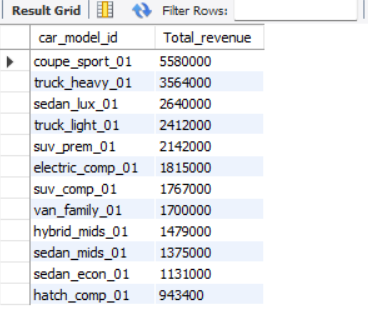 Result Grid Filter Rows:
car_model_id Total_revenue
coupe_sport_01 5580000
truck_heavy_01 3564000
sedan_lux_01 2640000
truck_light_01 2412000
suv_prem_01 2142000
electric_comp_01 1815000
suv_comp_01 1767000
van_family_01 1700000
hybrid_mids_01 1479000
sedan_mids_01 1375000
sedan_econ_01 1131000
hatch_comp_01 943400